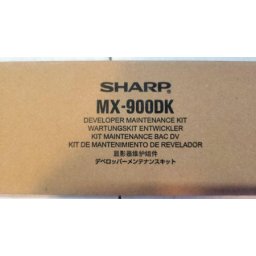 SHARP®
MX-900DK
DEVELOPER MAINTENANCE KIT
WARTUNGSKIT ENTWICKLER
KIT MAINTENANCE BAC DV
KIT DE MANTENIMIENTO DE REVELADOR
显影器维护组件
デベロッパーメンテナンスキット